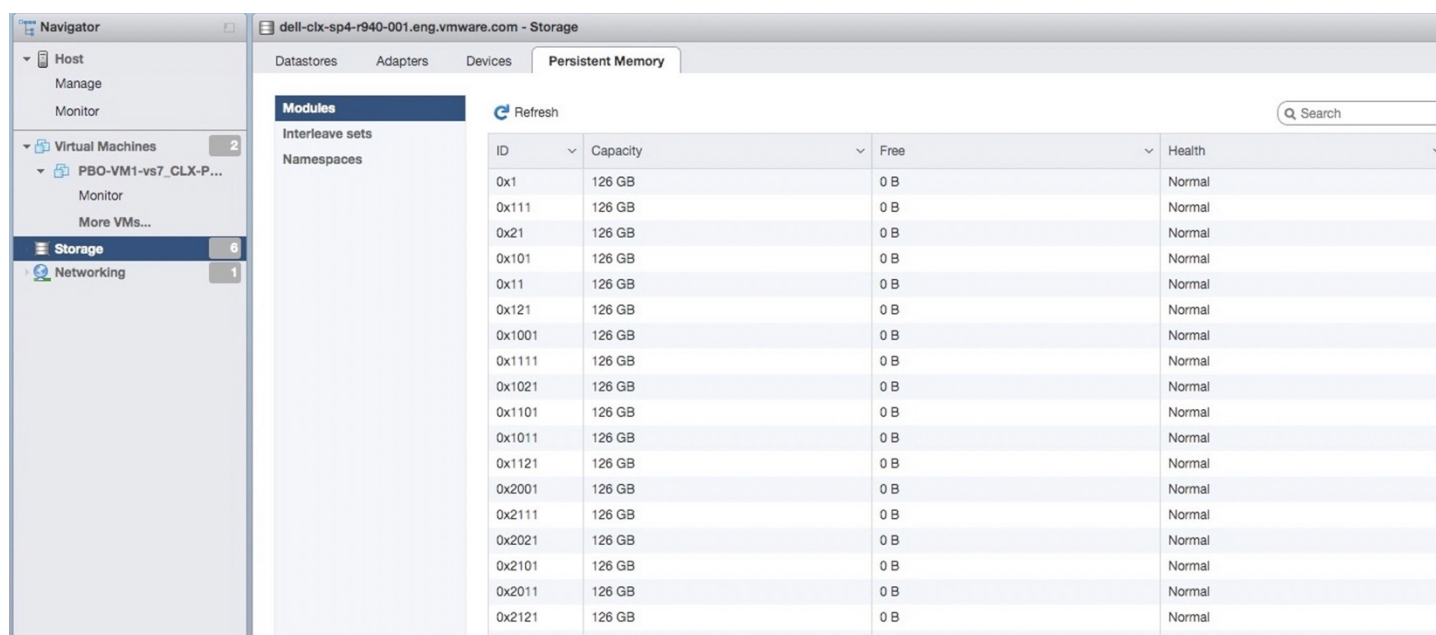 Navigator
Host
Manage
Monitor
Virtual Machines 2
PBO-VM1-vs7_CLX-P...
Monitor
More VMs...
Storage 6
Networking 1
dell-clx-sp4-r940-001.eng.vmware.com - Storage
Datastores Adapters Devices Persistent Memory
Modules
Interleave sets
Namespaces
Refresh Search
ID Capacity Free Health
0x1 126 GB 0 B Normal
0x111 126 GB 0 B Normal
0x21 126 GB 0 B Normal
0x101 126 GB 0 B Normal
0x11 126 GB 0 B Normal
0x121 126 GB 0 B Normal
0x1001 126 GB 0 B Normal
0x1111 126 GB 0 B Normal
0x1021 126 GB 0 B Normal
0x1101 126 GB 0 B Normal
0x1011 126 GB 0 B Normal
0x1121 126 GB 0 B Normal
0x2001 126 GB 0 B Normal
0x2111 126 GB 0 B Normal
0x2021 126 GB 0 B Normal
0x2101 126 GB 0 B Normal
0x2011 126 GB 0 B Normal
0x2121 126 GB 0 B Normal